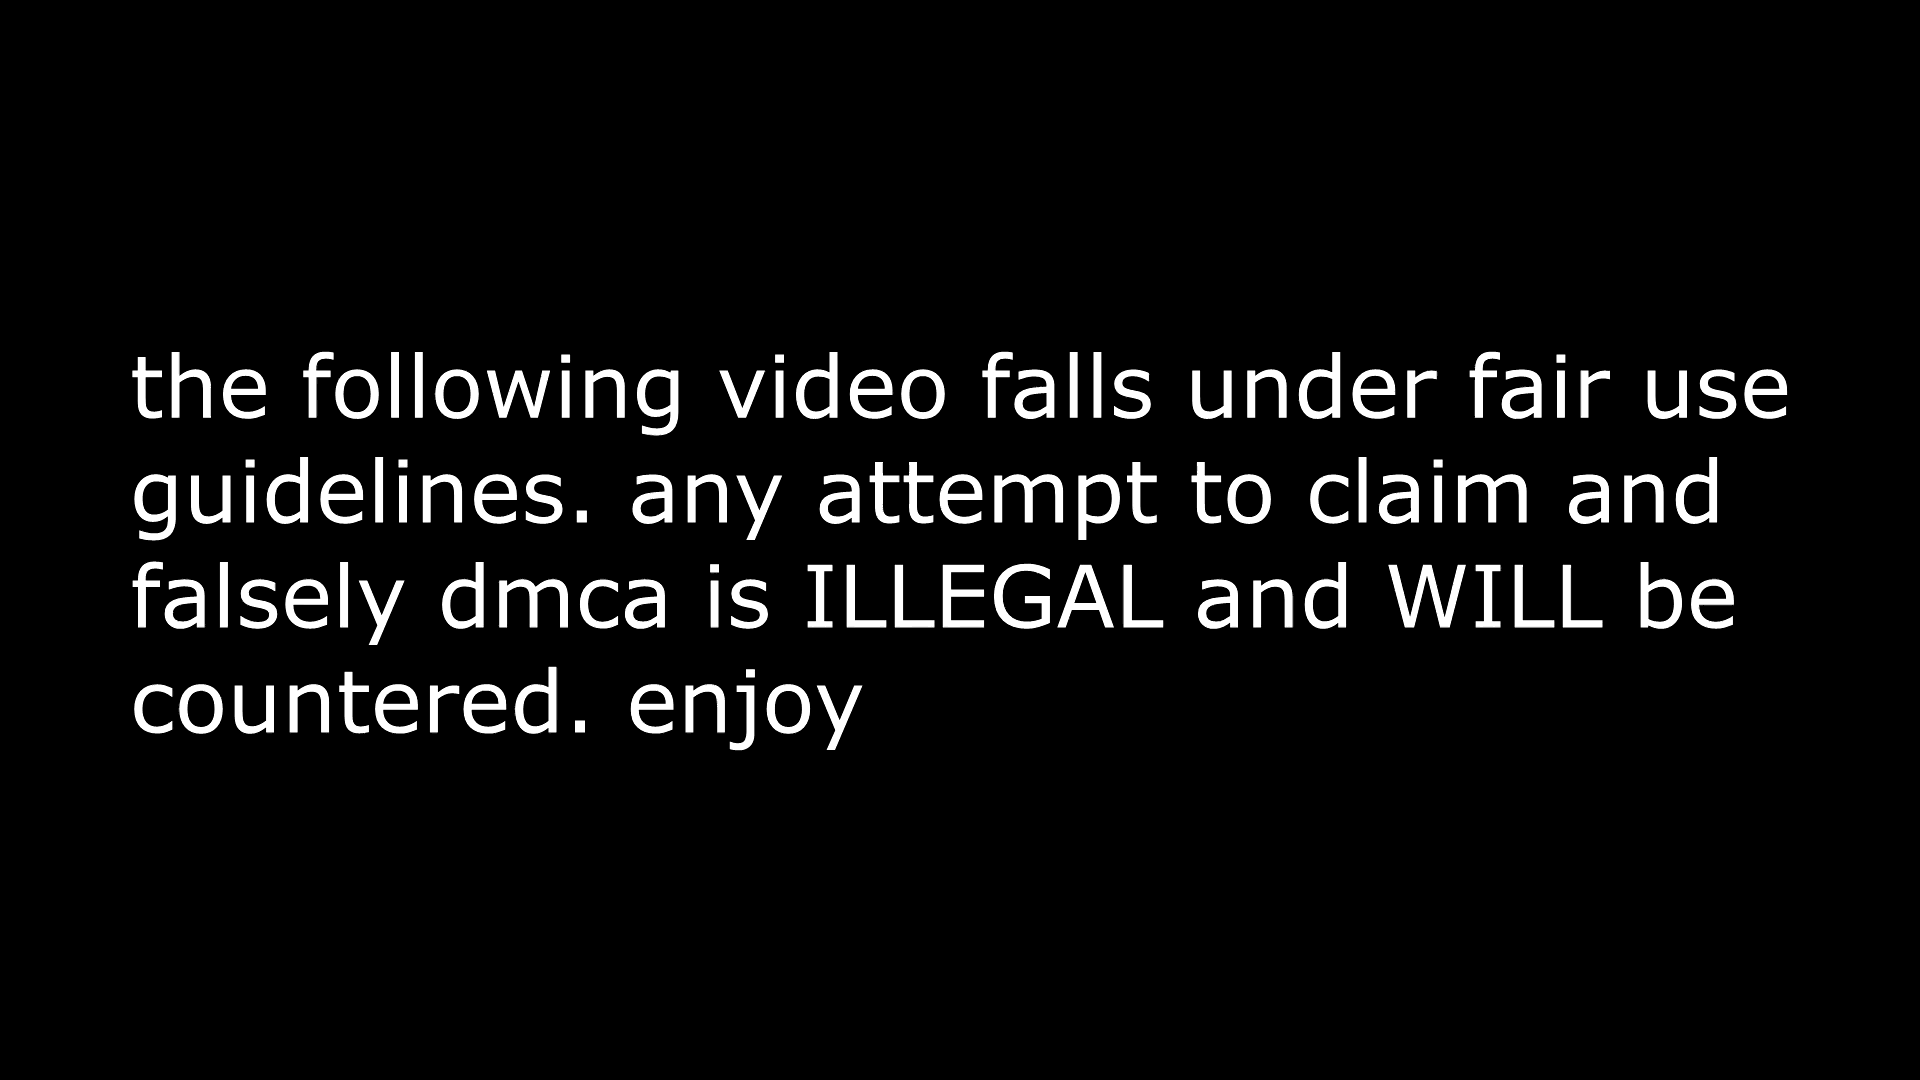 the following video falls under fair use
guidelines. any attempt to claim and
falsely dmca is ILLEGAL and WILL be
countered. enjoy